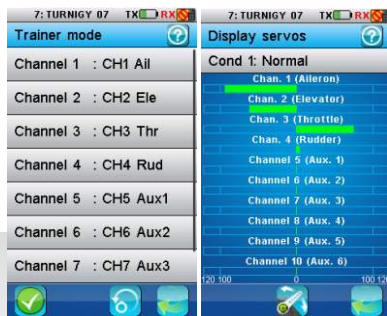 7: TURNIGY 07 TX RX
Trainer mode ?
Channel 1 : CH1 Ail
Channel 2 : CH2 Ele
Channel 3 : CH3 Thr
Channel 4 : CH4 Rud
Channel 5 : CH5 Aux1
Channel 6 : CH6 Aux2
Channel 7 : CH7 Aux3
7: TURNIGY 07 TX RX
Display servos ?
Cond 1: Normal
Chan. 1 (Aileron)
Chan. 2 (Elevator)
Chan. 3 (Throttle)
Chan. 4 (Rudder)
Channel 5 (Aux. 1)
Channel 6 (Aux. 2)
Channel 7 (Aux. 3)
Channel 8 (Aux. 4)
Channel 9 (Aux. 5)
Channel 10 (Aux. 6)
120 100 0 100 12